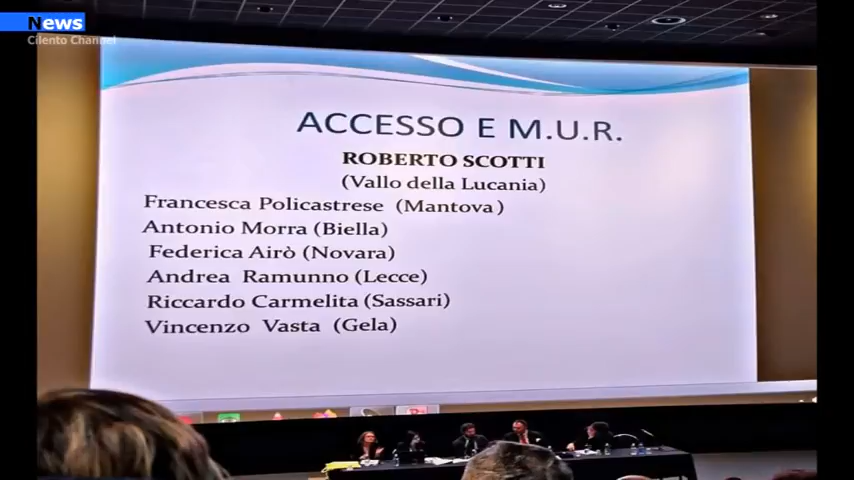 News
Cilento Channel
ACCESSO E M.U.R.
ROBERTO SCOTTI
(Vallo della Lucania)
Francesca Policastrese (Mantova)
Antonio Morra (Biella)
Federica Airò (Novara)
Andrea Ramunno (Lecce)
Riccardo Carmelita (Sassari)
Vincenzo Vasta (Gela)